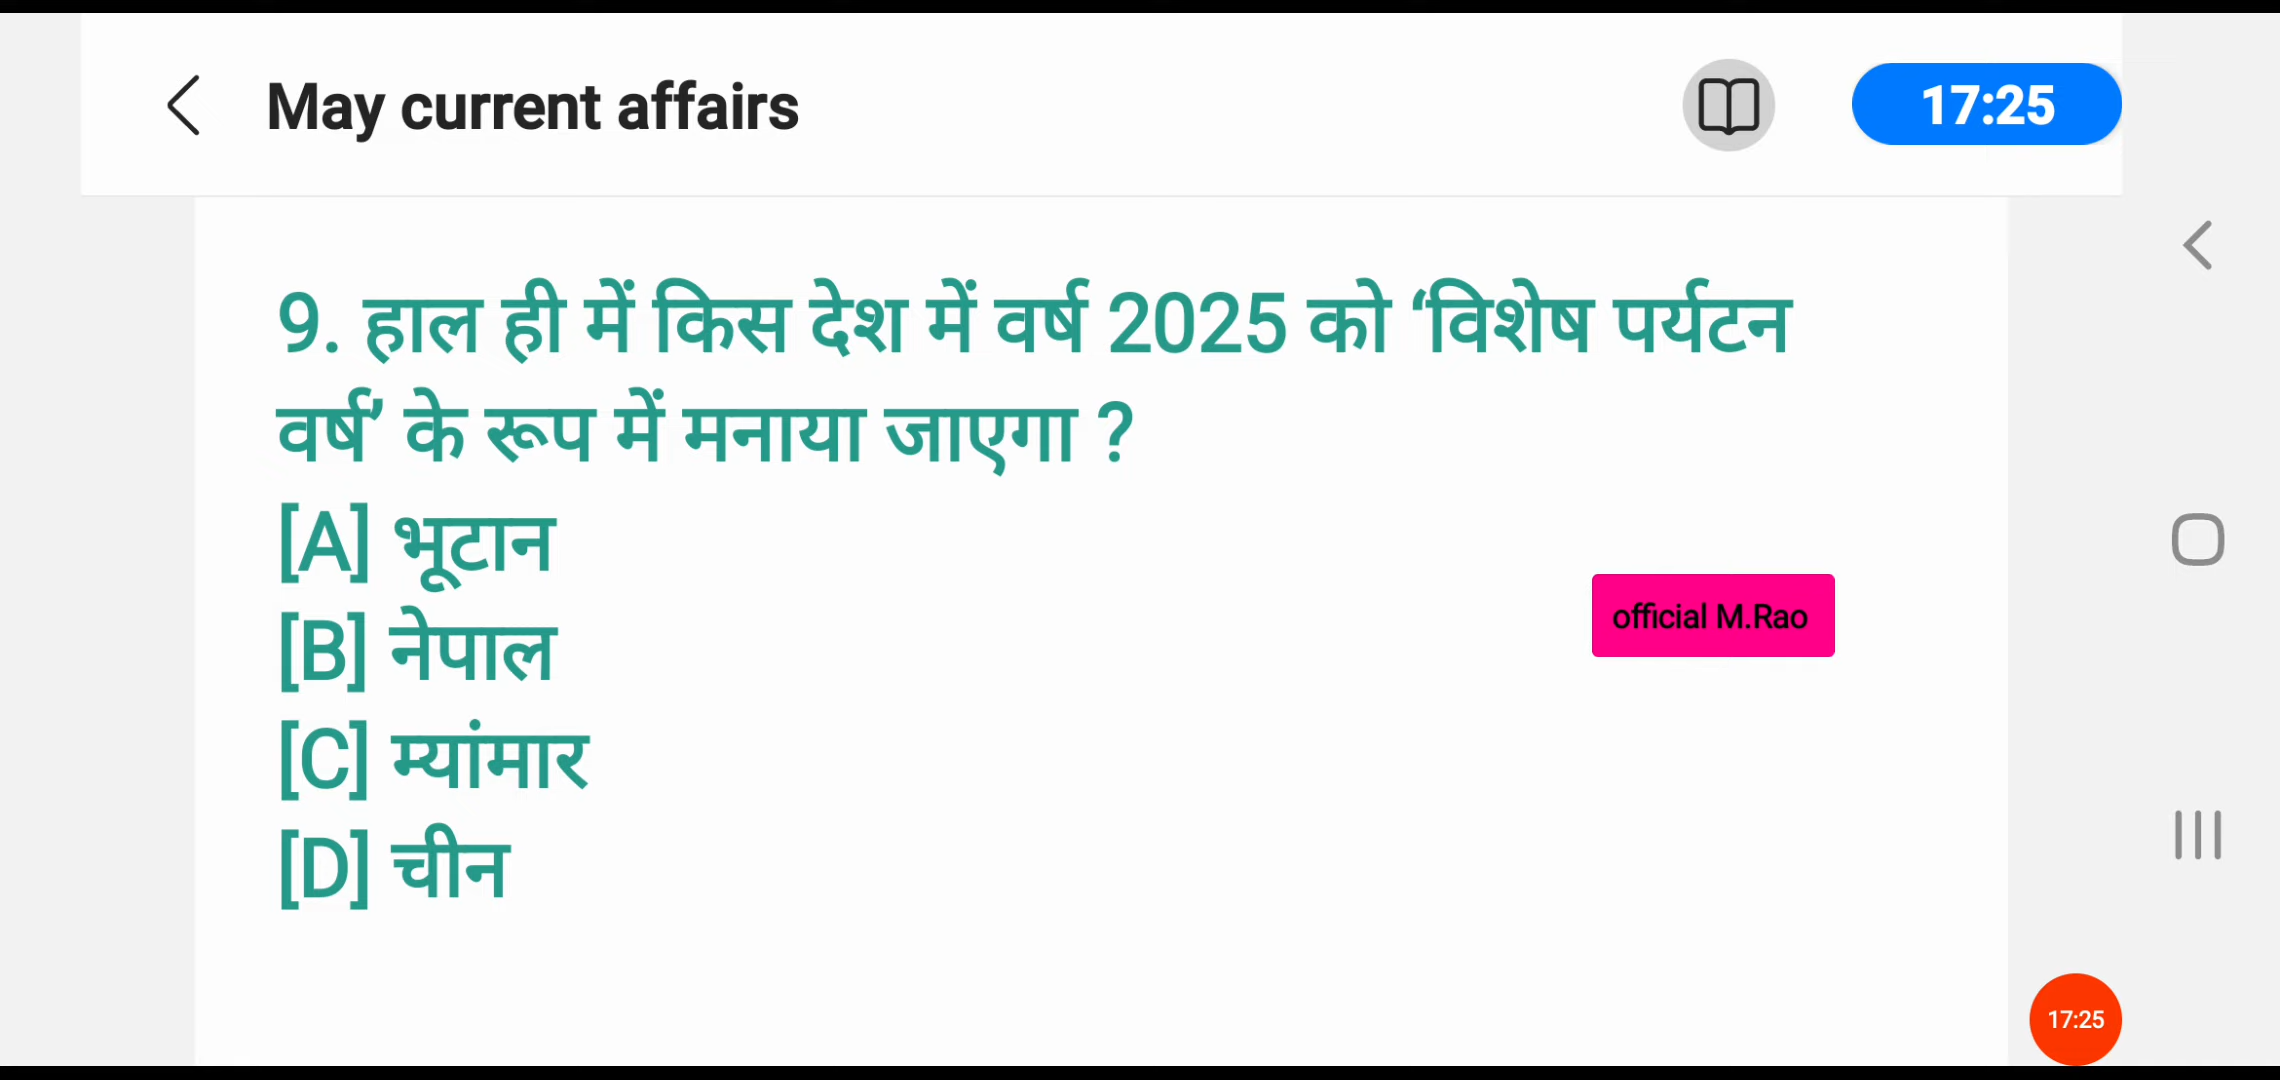 May current affairs
17:25
9. हाल ही में किस देश में वर्ष 2025 को ‘विशेष पर्यटन
वर्ष’ के रूप में मनाया जाएगा ?
[A] भूटान
[B] नेपाल
[C] म्यांमार
[D] चीन
official M.Rao
17:25